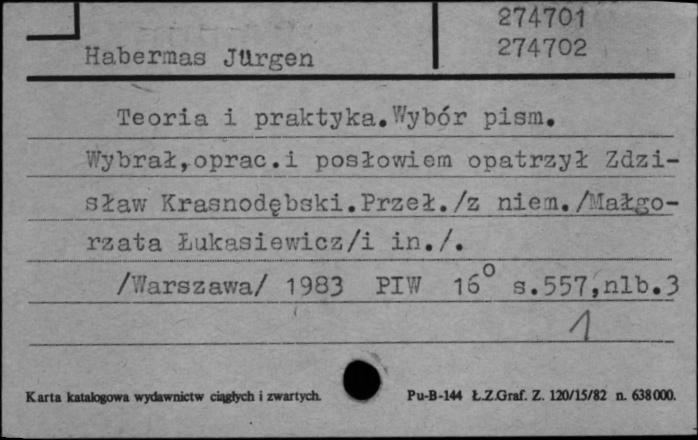 274701
Habermas Jürgen 274702
Teoria i praktyka.Wybór pism.
Wybrał,oprac.i posłowiem opatrzył Zdzi-
sław Krasnodębski.Przeł./z niem./Małgo-
rzata Łukasiewicz/i in./.
/Warszawa/ 1983 PIW 16° s.557,nlb.3
1
Karta katalogowa wydawnictw ciągłych i zwartych. Pu-B-144 Ł.Z.Graf. Z. 120/15/82 n. 638000.